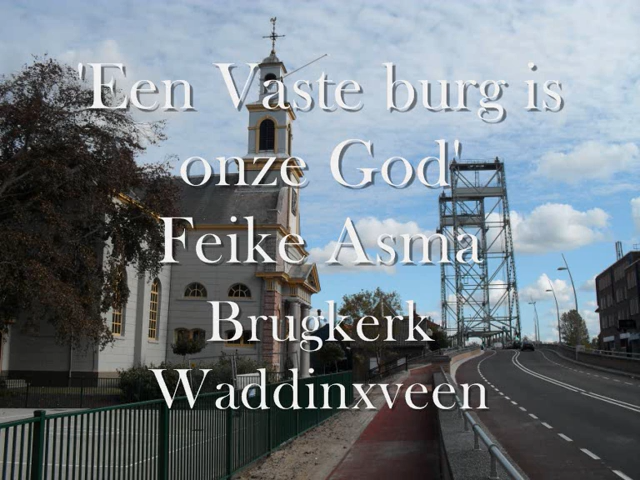 'Een Vaste burg is
onze God'
Feike Asma
Brugkerk
Waddinxveen